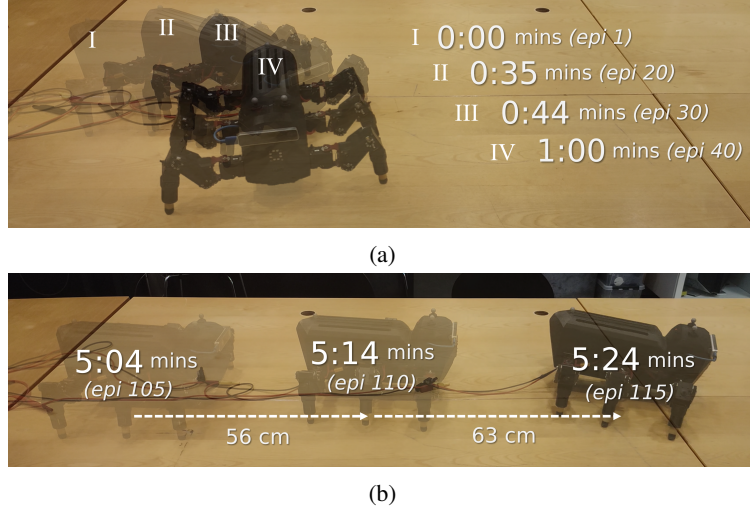 I 0:00 mins (epi 1)
II 0:35 mins (epi 20)
III 0:44 mins (epi 30)
IV 1:00 mins (epi 40)
I
II
III
IV
(a)
5:04 mins
(epi 105)
5:14 mins
(epi 110)
5:24 mins
(epi 115)
56 cm
63 cm
(b)